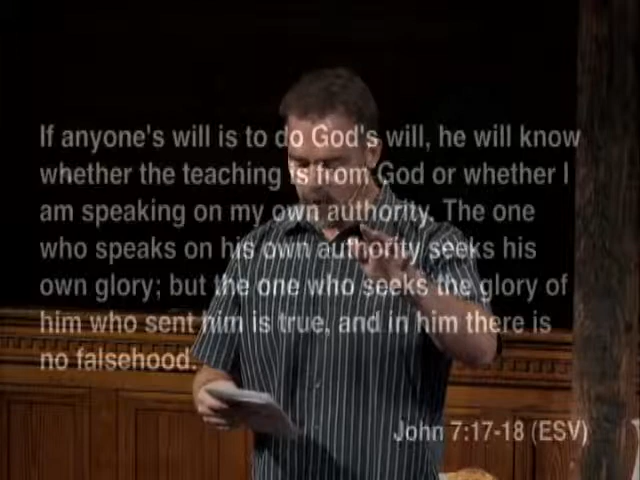 If anyone's will is to do God's will, he will know
whether the teaching is from God or whether I
am speaking on my own authority. The one
who speaks on his own authority seeks his
own glory; but the one who seeks the glory of
him who sent him is true, and in him there is
no falsehood.
John 7:17-18 (ESV)